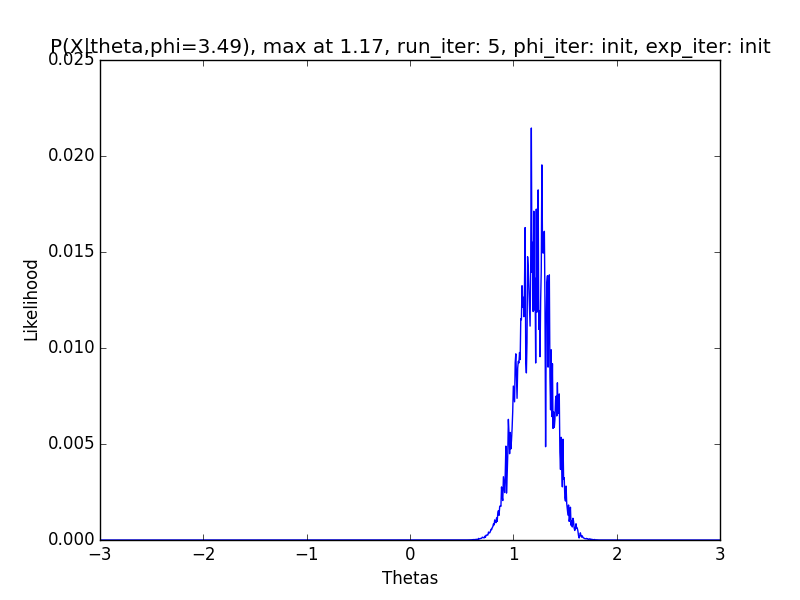 P(X|theta,phi=3.49), max at 1.17, run_iter: 5, phi_iter: init, exp_iter: init
0.025
0.020
0.015
0.010
0.005
0.000
Likelihood
−3 −2 −1 0 1 2 3
Thetas